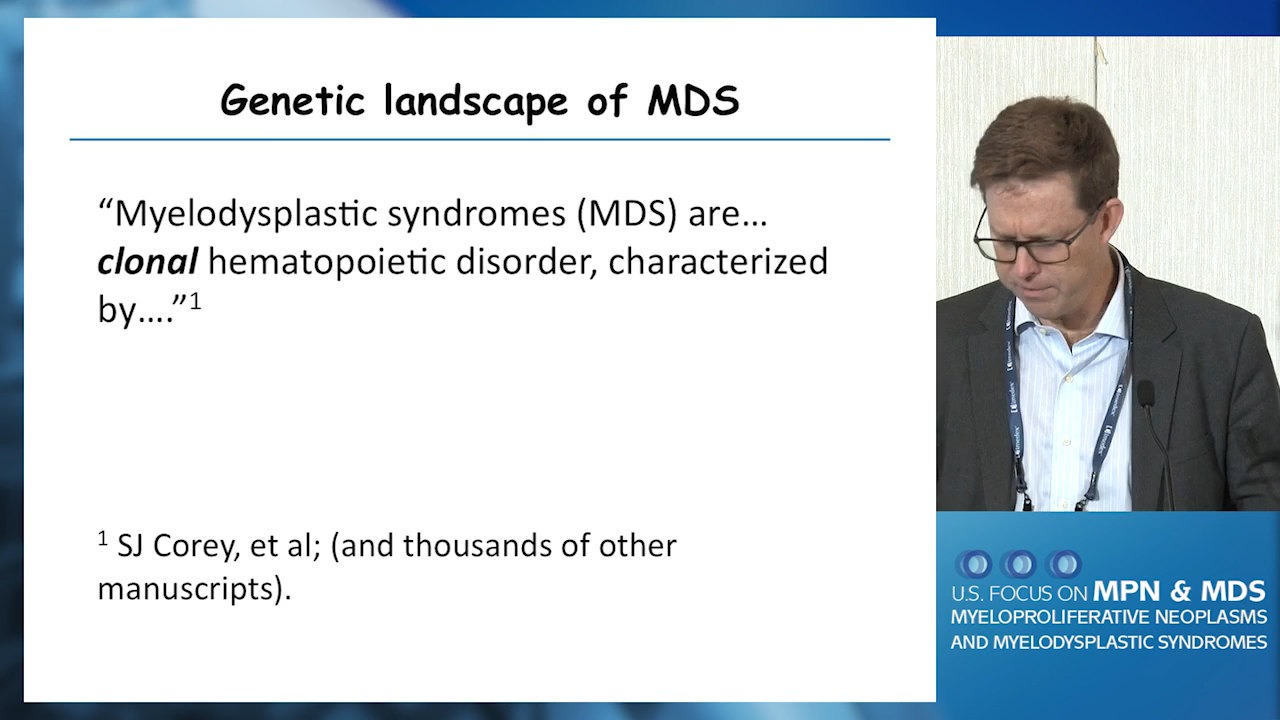 Genetic landscape of MDS
“Myelodysplastic syndromes (MDS) are…
clonal hematopoietic disorder, characterized
by….”1
1 SJ Corey, et al; (and thousands of other
manuscripts).
U.S. FOCUS ON MPN & MDS
MYELOPROLIFERATIVE NEOPLASMS
AND MYELODYSPLASTIC SYNDROMES